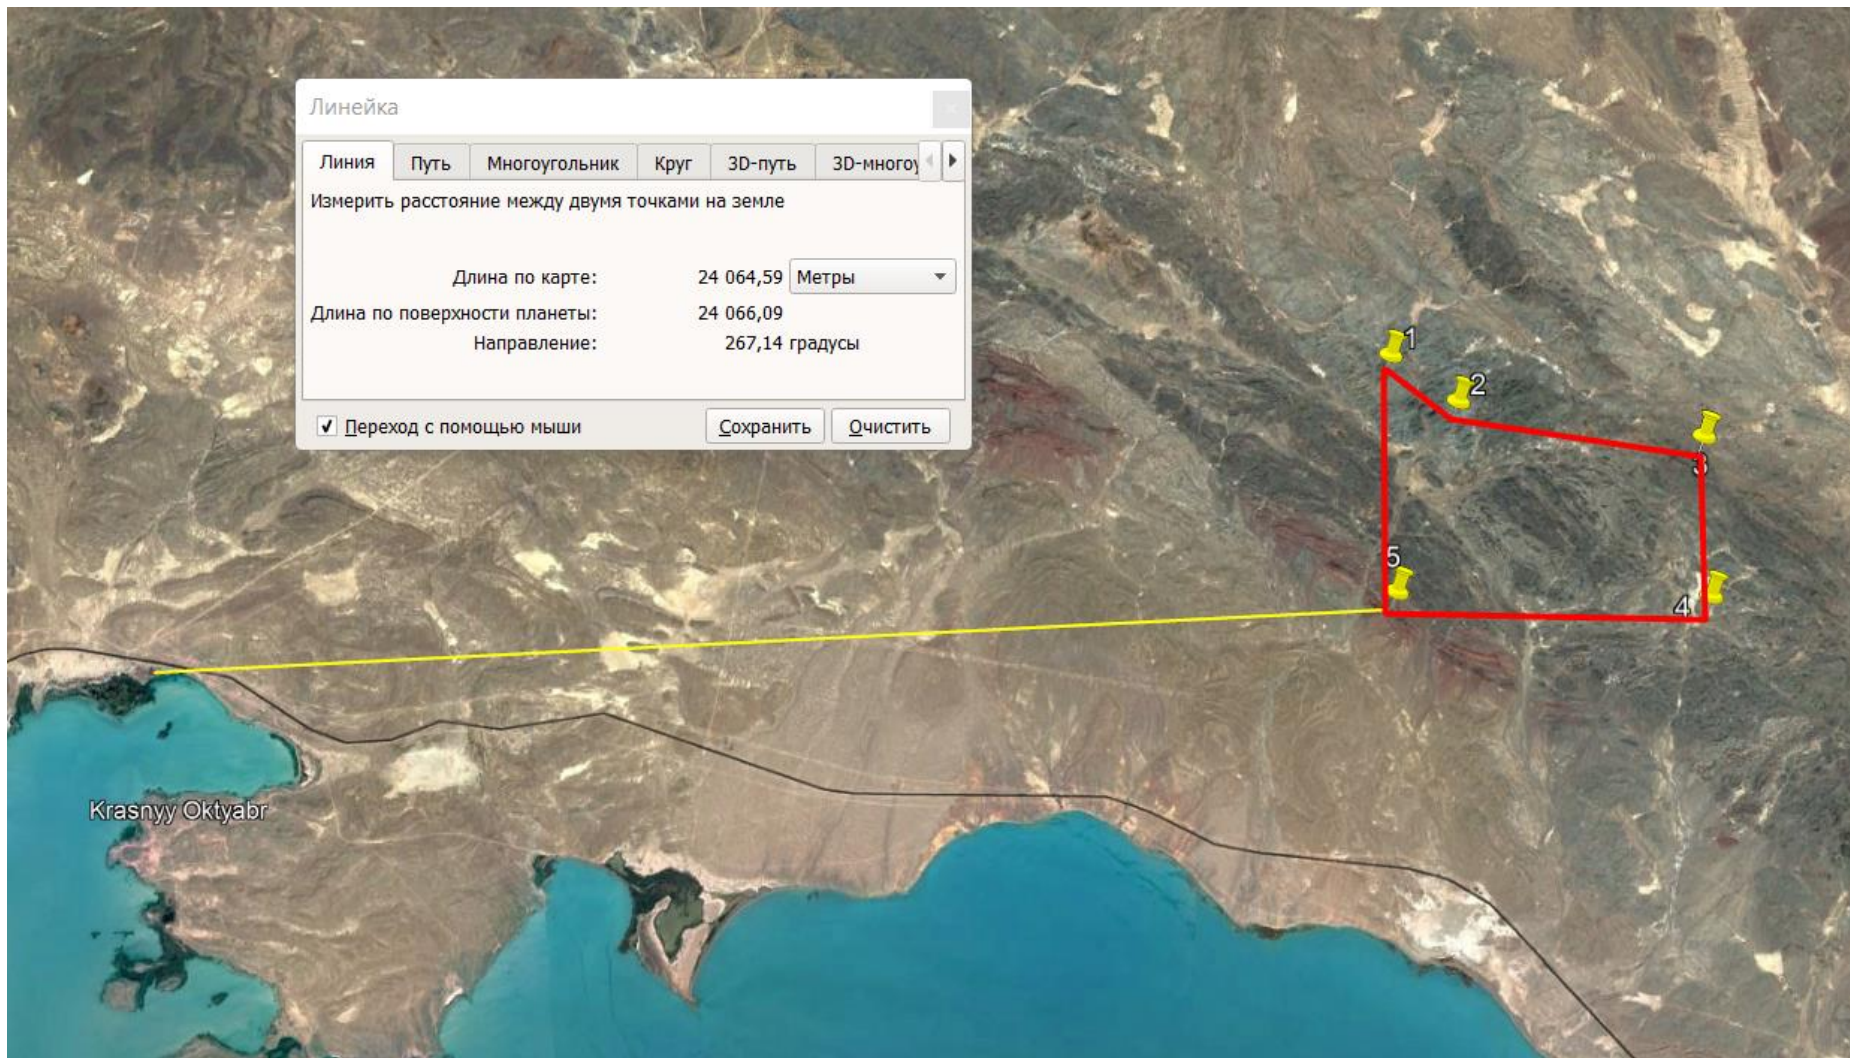 Линейка
Линия Путь Многоугольник Круг 3D-путь 3D-многоу
Измерить расстояние между двумя точками на земле
Длина по карте: 24 064,59 Метры
Длина по поверхности планеты: 24 066,09
Направление: 267,14 градусы
Переход с помощью мыши Сохранить Очистить
1
2
3
5
4
Krasnyy Oktyabr